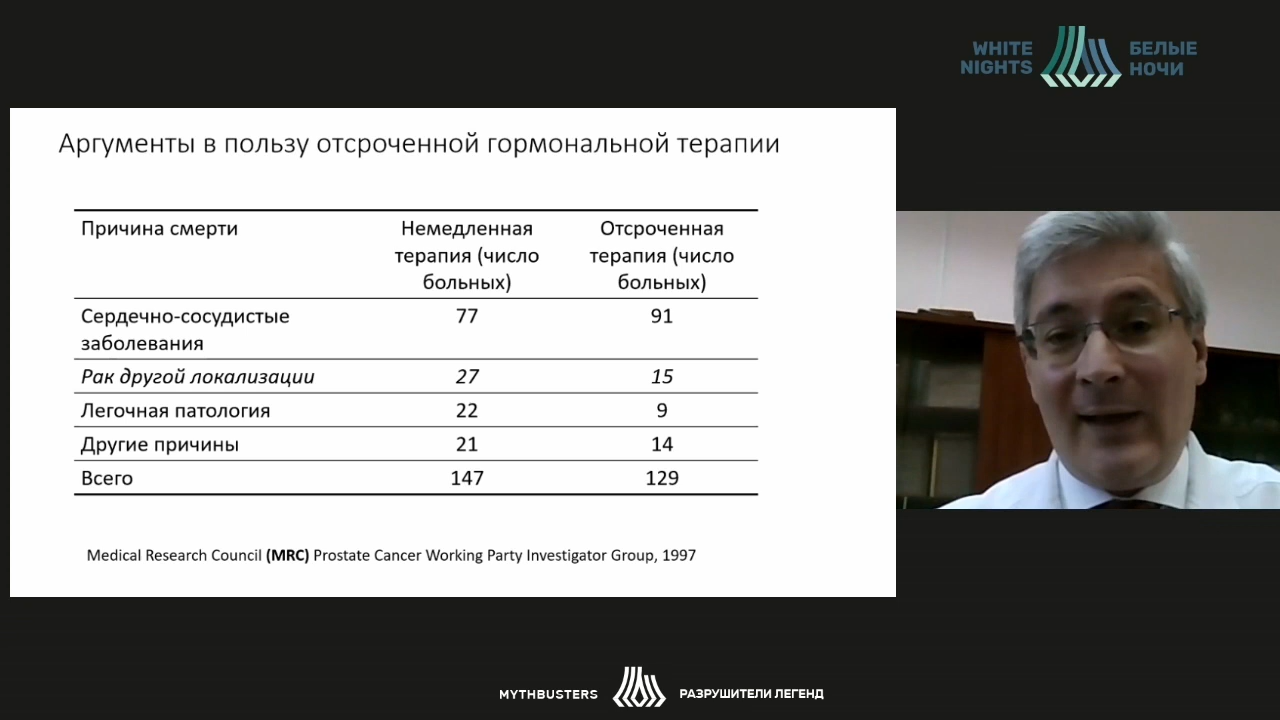 WHITE
NIGHTS
БЕЛЫЕ
НОЧИ
Аргументы в пользу отсроченной гормональной терапии
Причина смерти
Немедленная
терапия (число
больных)
Отсроченная
терапия (число
больных)
Сердечно-сосудистые
заболевания
77
91
Рак другой локализации
27
15
Легочная патология
22
9
Другие причины
21
14
Всего
147
129
Medical Research Council (MRC) Prostate Cancer Working Party Investigator Group, 1997
MYTHBUSTERS
РАЗРУШИТЕЛИ ЛЕГЕНД